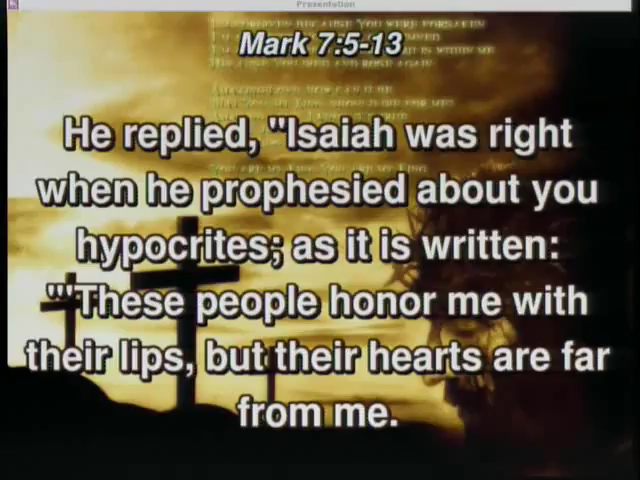 Presentation
Mark 7:5-13
He replied, "Isaiah was right
when he prophesied about you
hypocrites; as it is written:
"'These people honor me with
their lips, but their hearts are far
from me.